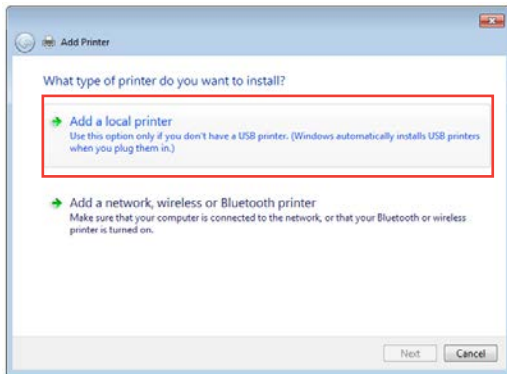 Add Printer
What type of printer do you want to install?
Add a local printer
Use this option only if you don't have a USB printer. (Windows automatically installs USB printers
when you plug them in.)
Add a network, wireless or Bluetooth printer
Make sure that your computer is connected to the network, or that your Bluetooth or wireless
printer is turned on.
Next Cancel